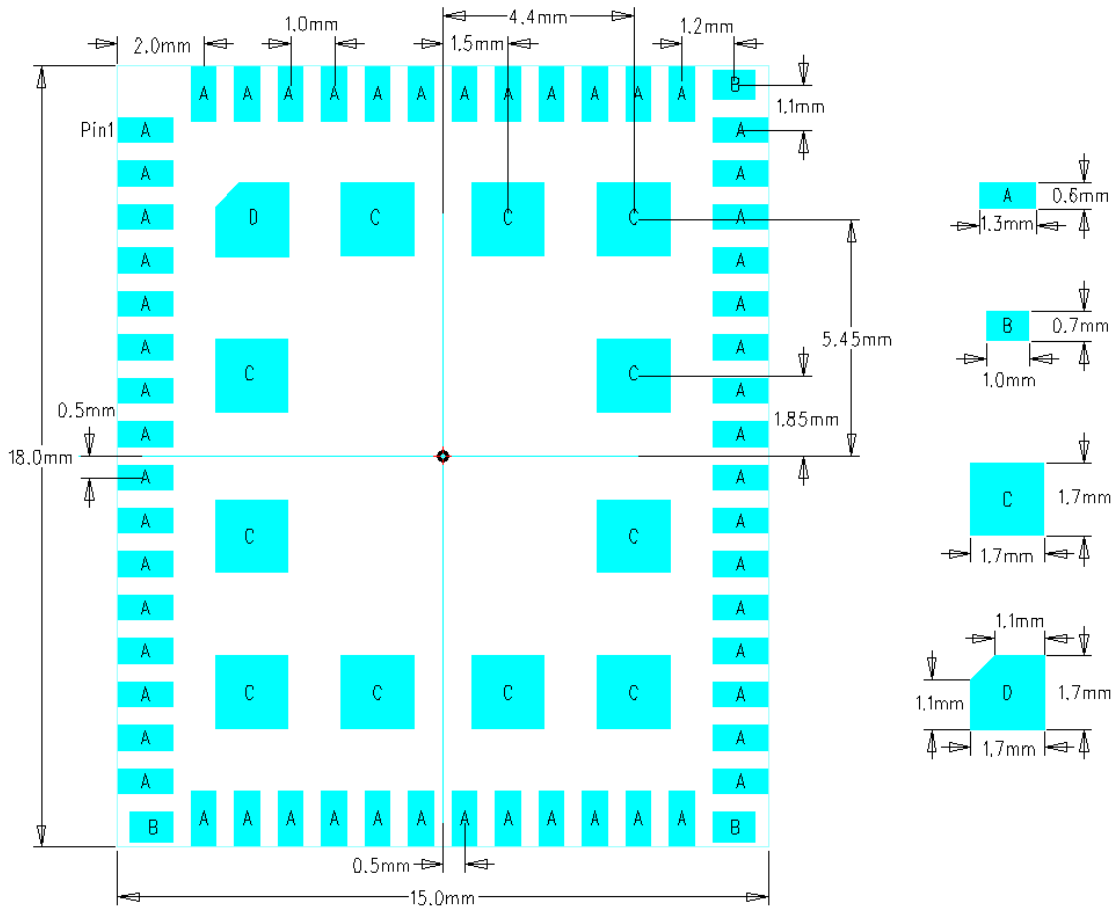 4.4mm
1.0mm
1.5mm
1.2mm
2.0mm
A A A A A A A A A A A A B
1.1mm
Pin1 A A
A A
A 0.6mm
1.3mm
A D C C C A
A A
A A
0.7mm
B
5.45mm
A A
C C
1.0mm
A A
0.5mm
1.85mm
A A
18.0mm
A A
C 1.7mm
A A
C C
1.7mm
A A
A A
1.1mm
A A
A C C C C A
D 1.7mm
1.1mm
A A
1.7mm
A A
B A A A A A A A A A A A A B
0.5mm
15.0mm